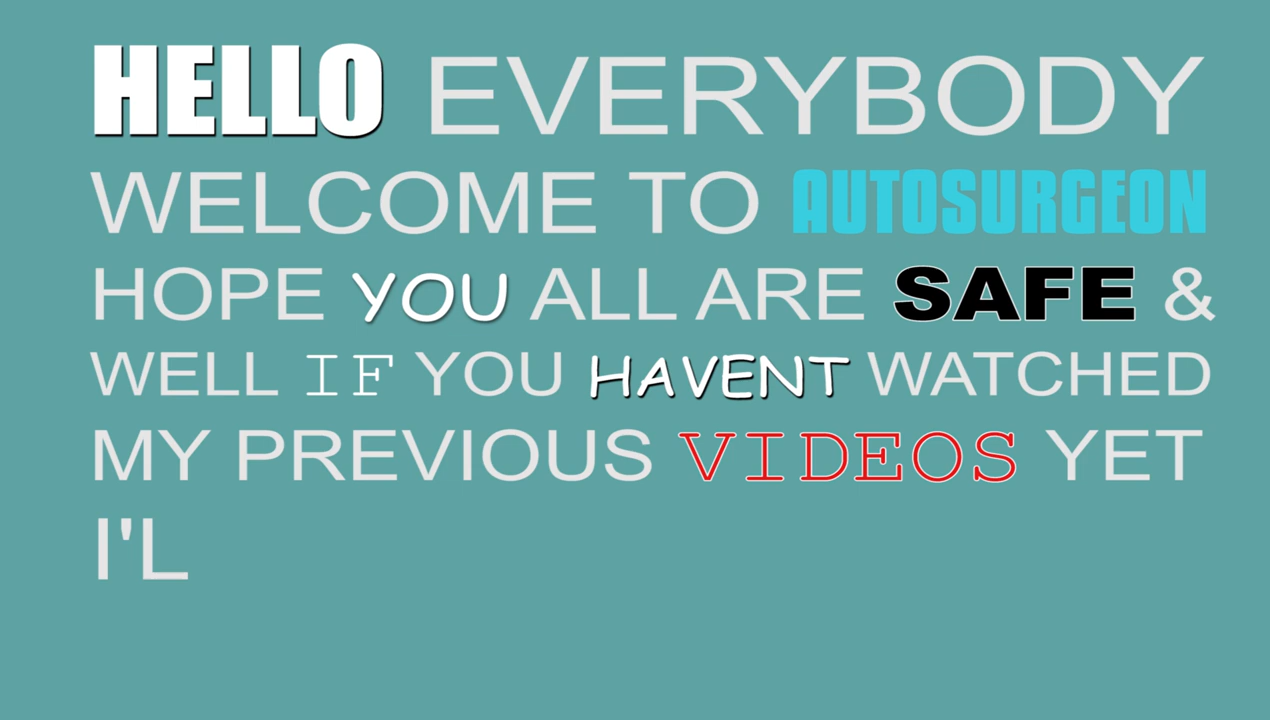 HELLO EVERYBODY
WELCOME TO AUTOSURGEON
HOPE YOU ALL ARE SAFE &
WELL IF YOU HAVENT WATCHED
MY PREVIOUS VIDEOS YET
I'L